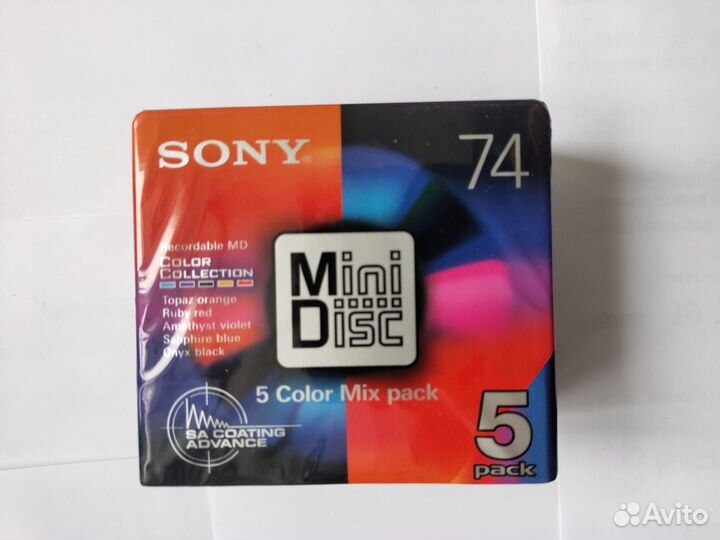 SONY®
74
Recordable MD
COLOR
COLLECTION
Topaz orange
Ruby red
Amethyst violet
Sapphire blue
Onyx black
Mini
Disc
5 Color Mix pack
SA COATING
ADVANCE
5
pack
Avito